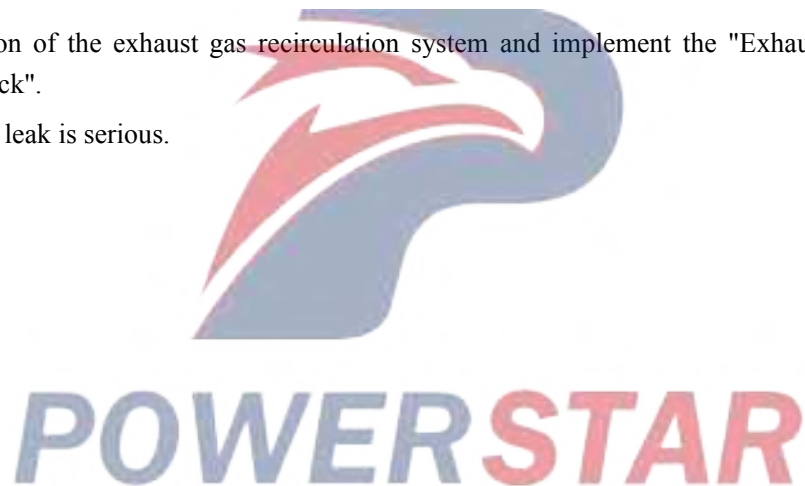 on of the exhaust gas recirculation system and implement the "Exhau
ck".
leak is serious.
POWERSTAR